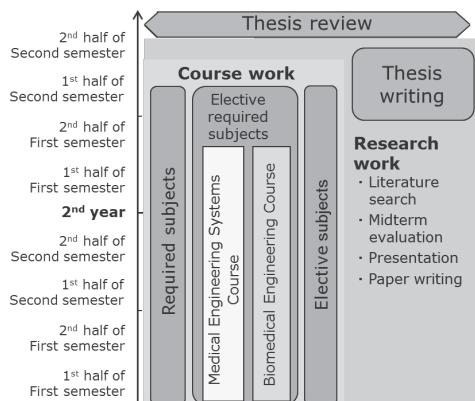 Thesis review
2nd half of
Second semester
1st half of
Second semester
2nd half of
First semester
1st half of
First semester
2nd year
2nd half of
Second semester
1st half of
Second semester
2nd half of
First semester
1st half of
First semester
Course work
Required subjects
Elective
required
subjects
Medical Engineering Systems
Course
Biomedical Engineering Course
Elective subjects
Thesis
writing
Research
work
・Literature
search
・Midterm
evaluation
・Presentation
・Paper writing